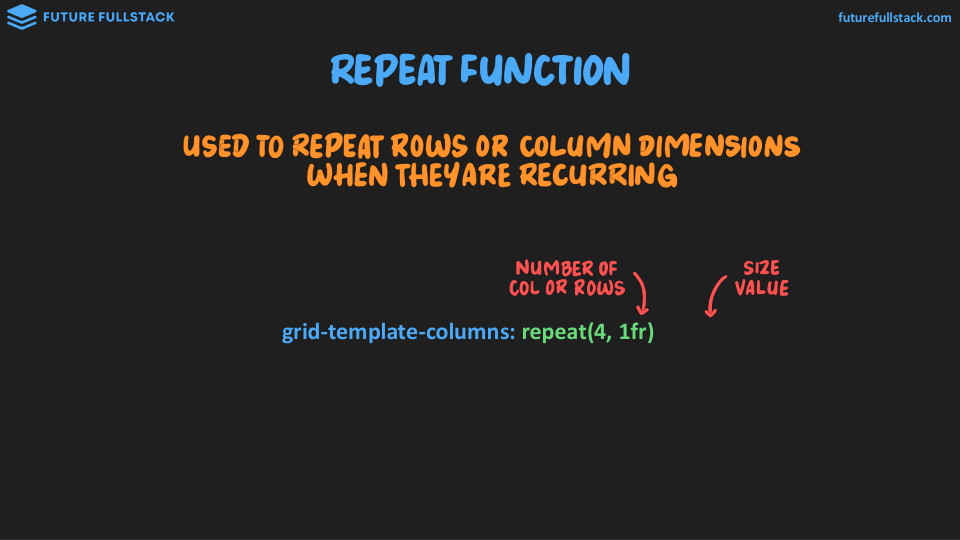 FUTURE FULLSTACK
futurefullstack.com
REPEAT FUNCTION
USED TO REPEAT ROWS OR COLUMN DIMENSIONS
WHEN THEYARE RECURRING
NUMBER OF
COL OR ROWS
SIZE
VALUE
grid-template-columns: repeat(4, 1fr)